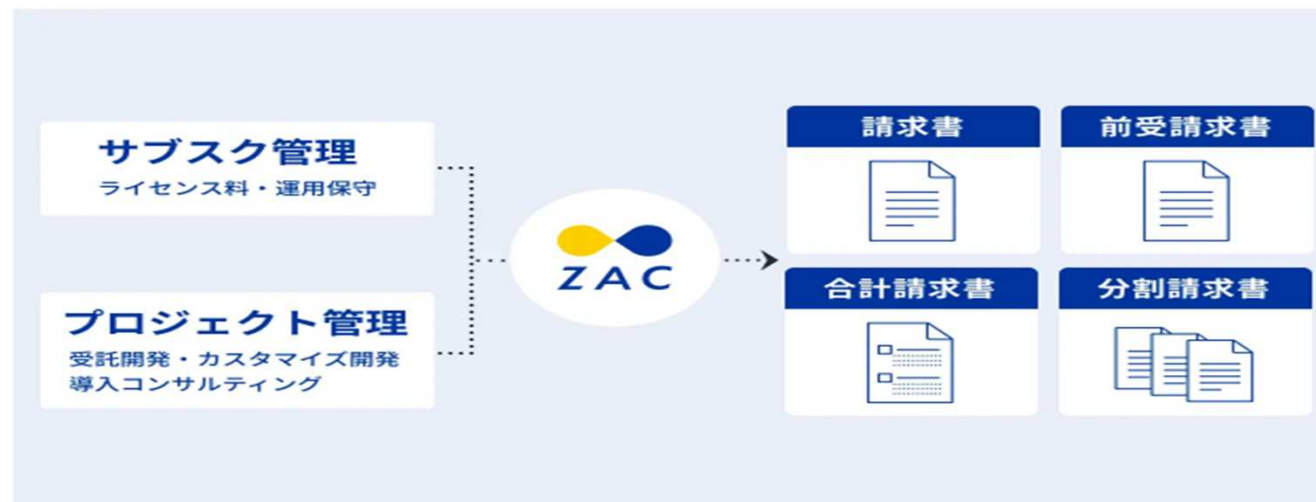 サブスク管理
ライセンス料・運用保守
プロジェクト管理
受託開発・カスタマイズ開発
導入コンサルティング
ZAC
請求書
前受請求書
合計請求書
分割請求書